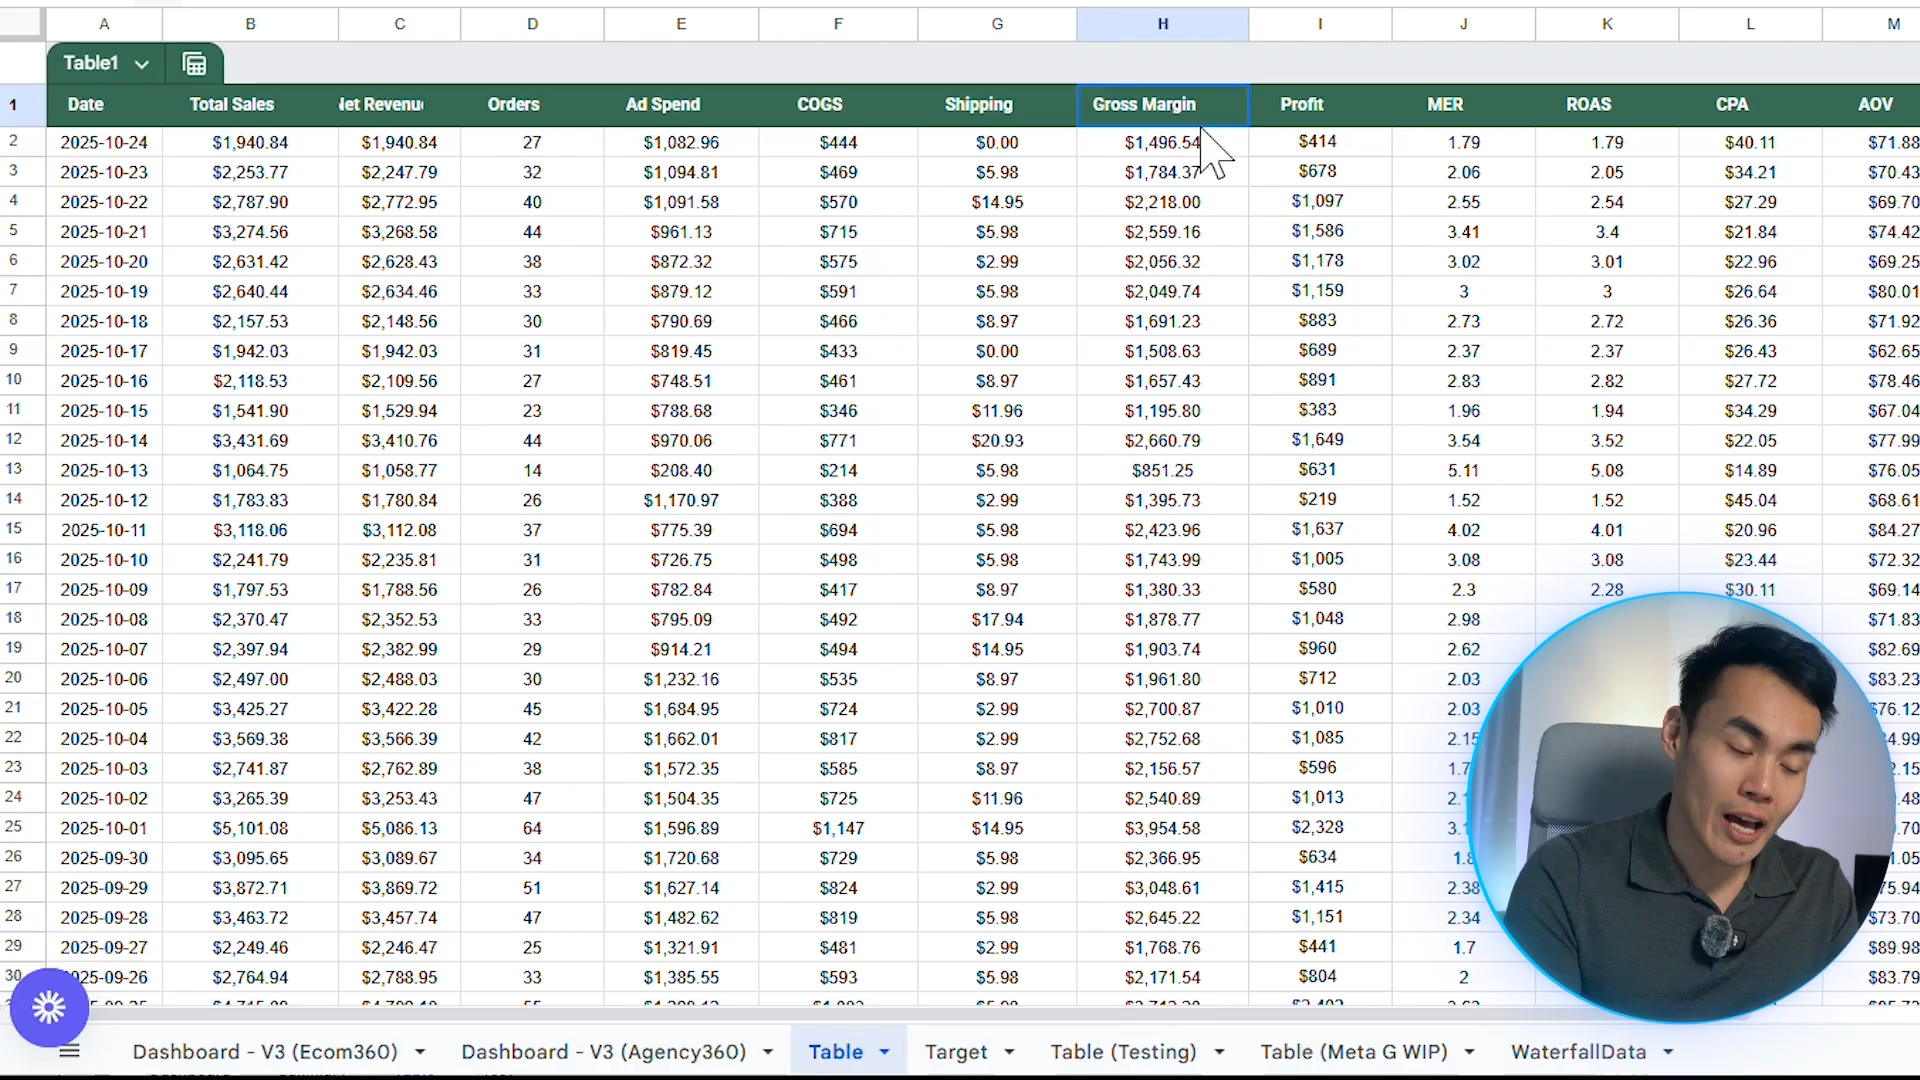 A B C D E F G H I J K L M
Table1
1 Date Total Sales Net Revenue Orders Ad Spend COGS Shipping Gross Margin Profit MER ROAS CPA AOV
2 2025-10-24 $1,940.84 $1,940.84 27 $1,082.96 $444 $0.00 $1,496.54 $414 1.79 1.79 $40.11 $71.88
3 2025-10-23 $2,253.77 $2,247.79 32 $1,094.81 $469 $5.98 $1,784.37 $678 2.06 2.05 $34.21 $70.43
4 2025-10-22 $2,787.90 $2,772.95 40 $1,091.58 $570 $14.95 $2,218.00 $1,097 2.55 2.54 $27.29 $69.70
5 2025-10-21 $3,274.56 $3,268.58 44 $961.13 $715 $5.98 $2,559.16 $1,586 3.41 3.4 $21.84 $74.42
6 2025-10-20 $2,631.42 $2,628.43 38 $872.32 $575 $2.99 $2,056.32 $1,178 3.02 3.01 $22.96 $69.25
7 2025-10-19 $2,640.44 $2,634.46 33 $879.12 $591 $5.98 $2,049.74 $1,159 3 3 $26.64 $80.01
8 2025-10-18 $2,157.53 $2,148.56 30 $790.69 $466 $8.97 $1,691.23 $883 2.73 2.72 $26.36 $71.92
9 2025-10-17 $1,942.03 $1,942.03 31 $819.45 $433 $0.00 $1,508.63 $689 2.37 2.37 $26.43 $62.65
10 2025-10-16 $2,118.53 $2,109.56 27 $748.51 $461 $8.97 $1,657.43 $891 2.83 2.82 $27.72 $78.46
11 2025-10-15 $1,541.90 $1,529.94 23 $788.68 $346 $11.96 $1,195.80 $383 1.96 1.94 $34.29 $67.04
12 2025-10-14 $3,431.69 $3,410.76 44 $970.06 $771 $20.93 $2,660.79 $1,649 3.54 3.52 $22.05 $77.99
13 2025-10-13 $1,064.75 $1,058.77 14 $208.40 $214 $5.98 $851.25 $631 5.11 5.08 $14.89 $76.05
14 2025-10-12 $1,783.83 $1,780.84 26 $1,170.97 $388 $2.99 $1,395.73 $219 1.52 1.52 $45.04 $68.61
15 2025-10-11 $3,118.06 $3,112.08 37 $775.39 $694 $5.98 $2,423.96 $1,637 4.02 4.01 $20.96 $84.27
16 2025-10-10 $2,241.79 $2,235.81 31 $726.75 $498 $5.98 $1,743.99 $1,005 3.08 3.08 $23.44 $72.32
17 2025-10-09 $1,797.53 $1,788.56 26 $782.84 $417 $8.97 $1,380.33 $580 2.3 2.28 $30.11 $69.14
18 2025-10-08 $2,370.47 $2,352.53 33 $795.09 $492 $17.94 $1,878.77 $1,048 2.98 $71.83
19 2025-10-07 $2,397.94 $2,382.99 29 $914.21 $494 $14.95 $1,903.74 $960 2.62 $82.69
20 2025-10-06 $2,497.00 $2,488.03 30 $1,232.16 $535 $8.97 $1,961.80 $712 2.03 $83.23
21 2025-10-05 $3,425.27 $3,422.28 45 $1,684.95 $724 $2.99 $2,700.87 $1,010 2.03 $76.12
22 2025-10-04 $3,569.38 $3,566.39 42 $1,662.01 $817 $2.99 $2,752.68 $1,085 2.15 4.99
23 2025-10-03 $2,741.87 $2,762.89 38 $1,572.35 $585 $8.97 $2,156.57 $596 1.7 2.15
24 2025-10-02 $3,265.39 $3,253.43 47 $1,504.35 $725 $11.96 $2,540.89 $1,013 2.1 .48
25 2025-10-01 $5,101.08 $5,086.13 64 $1,596.89 $1,147 $14.95 $3,954.58 $2,328 3.1 .70
26 2025-09-30 $3,095.65 $3,089.67 34 $1,720.68 $729 $5.98 $2,366.95 $634 1.8 1.05
27 2025-09-29 $3,872.71 $3,869.72 51 $1,627.14 $824 $2.99 $3,048.61 $1,415 2.38 75.94
28 2025-09-28 $3,463.72 $3,457.74 47 $1,482.62 $819 $5.98 $2,645.22 $1,151 2.34 $73.70
29 2025-09-27 $2,249.46 $2,246.47 25 $1,321.91 $481 $2.99 $1,768.76 $441 1.7 $89.98
30 2025-09-26 $2,764.94 $2,788.95 33 $1,385.55 $593 $5.98 $2,171.54 $804 2 $83.79
Dashboard - V3 (Ecom360) Dashboard - V3 (Agency360) Table Target Table (Testing) Table (Meta G WIP) WaterfallData